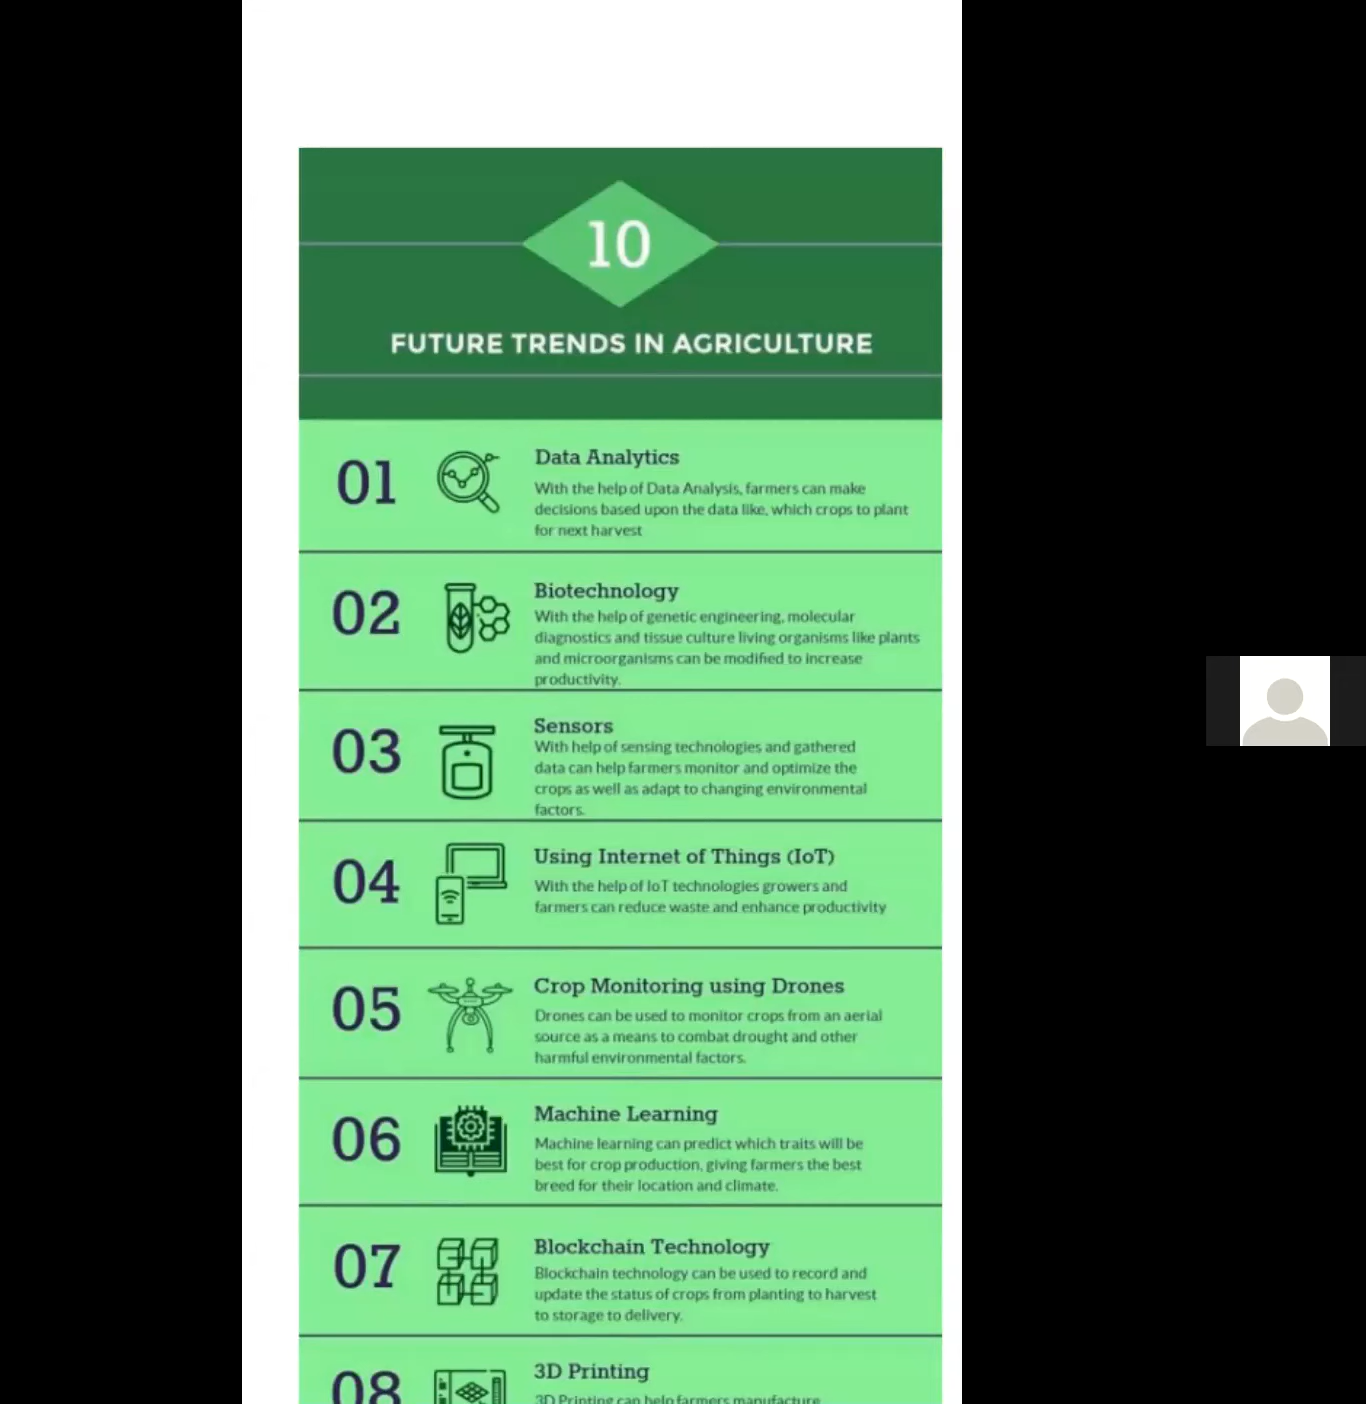 10
FUTURE TRENDS IN AGRICULTURE
01
Data Analytics
With the help of Data Analysis, farmers can make
decisions based upon the data like, which crops to plant
for next harvest
02
Biotechnology
With the help of genetic engineering, molecular
diagnostics and tissue culture living organisms like plants
and microorganisms can be modified to increase
productivity.
03
Sensors
With help of sensing technologies and gathered
data can help farmers monitor and optimize the
crops as well as adapt to changing environmental
factors.
04
Using Internet of Things (IoT)
With the help of IoT technologies growers and
farmers can reduce waste and enhance productivity
05
Crop Monitoring using Drones
Drones can be used to monitor crops from an aerial
source as a means to combat drought and other
harmful environmental factors.
06
Machine Learning
Machine learning can predict which traits will be
best for crop production, giving farmers the best
breed for their location and climate.
07
Blockchain Technology
Blockchain technology can be used to record and
update the status of crops from planting to harvest
to storage to delivery.
08
3D Printing
3D Printing can help farmers manufacture